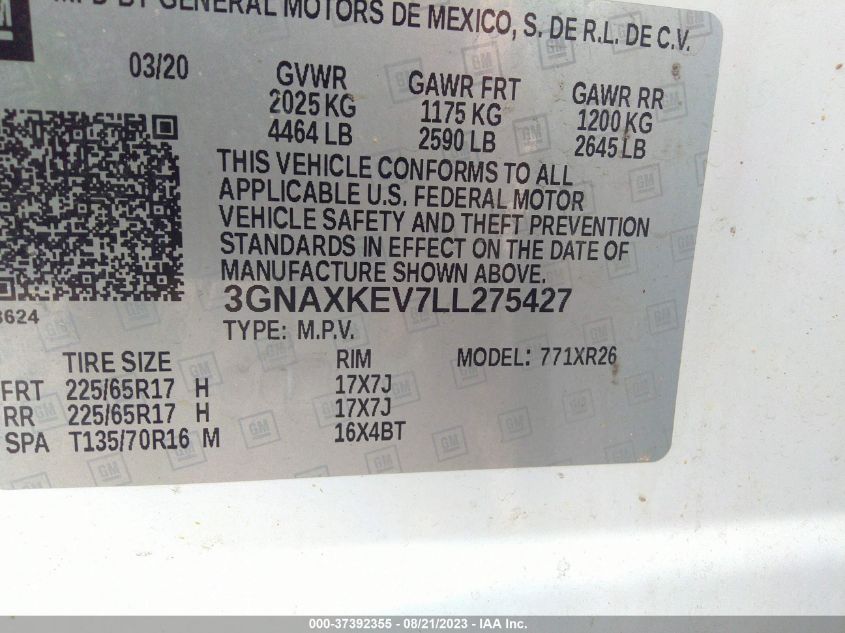 GM
MFD BY GENERAL MOTORS DE MEXICO, S. DE R.L. DE C.V.
03/20
GVWR GAWR FRT GAWR RR
2025 KG 1175 KG 1200 KG
4464 LB 2590 LB 2645 LB
THIS VEHICLE CONFORMS TO ALL
APPLICABLE U.S. FEDERAL MOTOR
VEHICLE SAFETY AND THEFT PREVENTION
STANDARDS IN EFFECT ON THE DATE OF
MANUFACTURE SHOWN ABOVE.
3GNAXKEV7LL275427
3624
TYPE: M.P.V.
TIRE SIZE RIM MODEL: 771XR26
FRT 225/65R17 H 17X7J
RR 225/65R17 H 17X7J
SPA T135/70R16 M 16X4BT
000-37392355 - 08/21/2023 - IAA Inc.